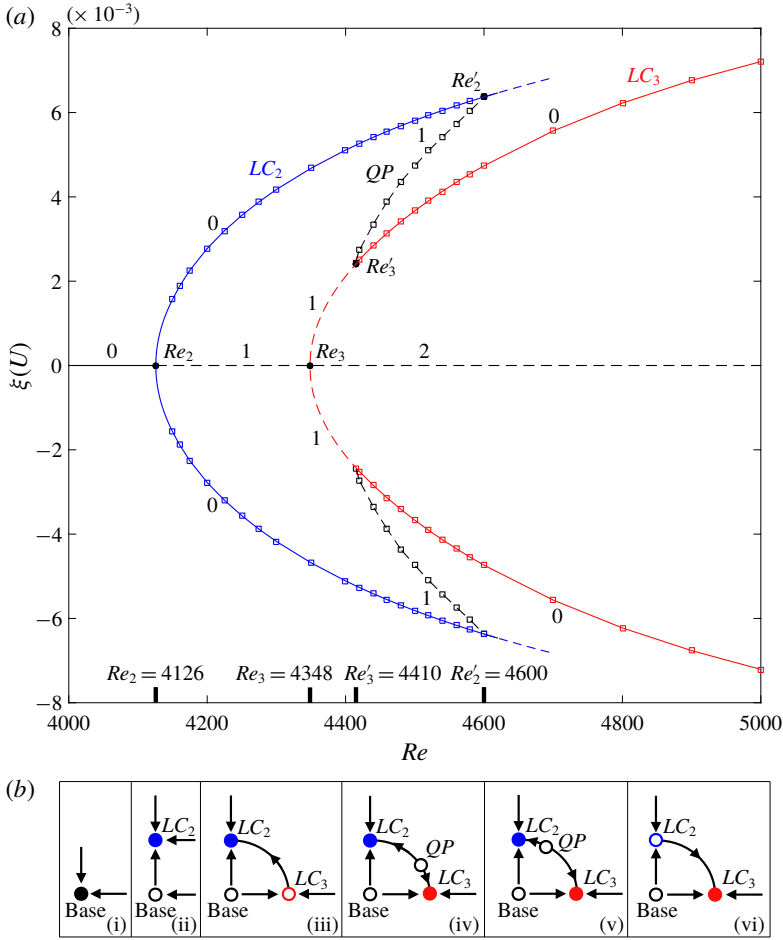 (a)
(× 10⁻³)
8
Re′₂
LC₃
6
0
1
LC₂
QP
4
0
2
Re′₃
1
ξ(U)
0
0
Re₂
1
Re₃
2
1
−2
0
−4
1
0
−6
Re₂ = 4126
Re₃ = 4348
Re′₃ = 4410
Re′₂ = 4600
−8
4000
4200
4400
4600
4800
5000
Re
(b)
LC₂
LC₂
LC₂
QP
LC₂
QP
LC₂
LC₃
LC₃
LC₃
LC₃
Base
Base
Base
Base
Base
Base
(i)
(ii)
(iii)
(iv)
(v)
(vi)